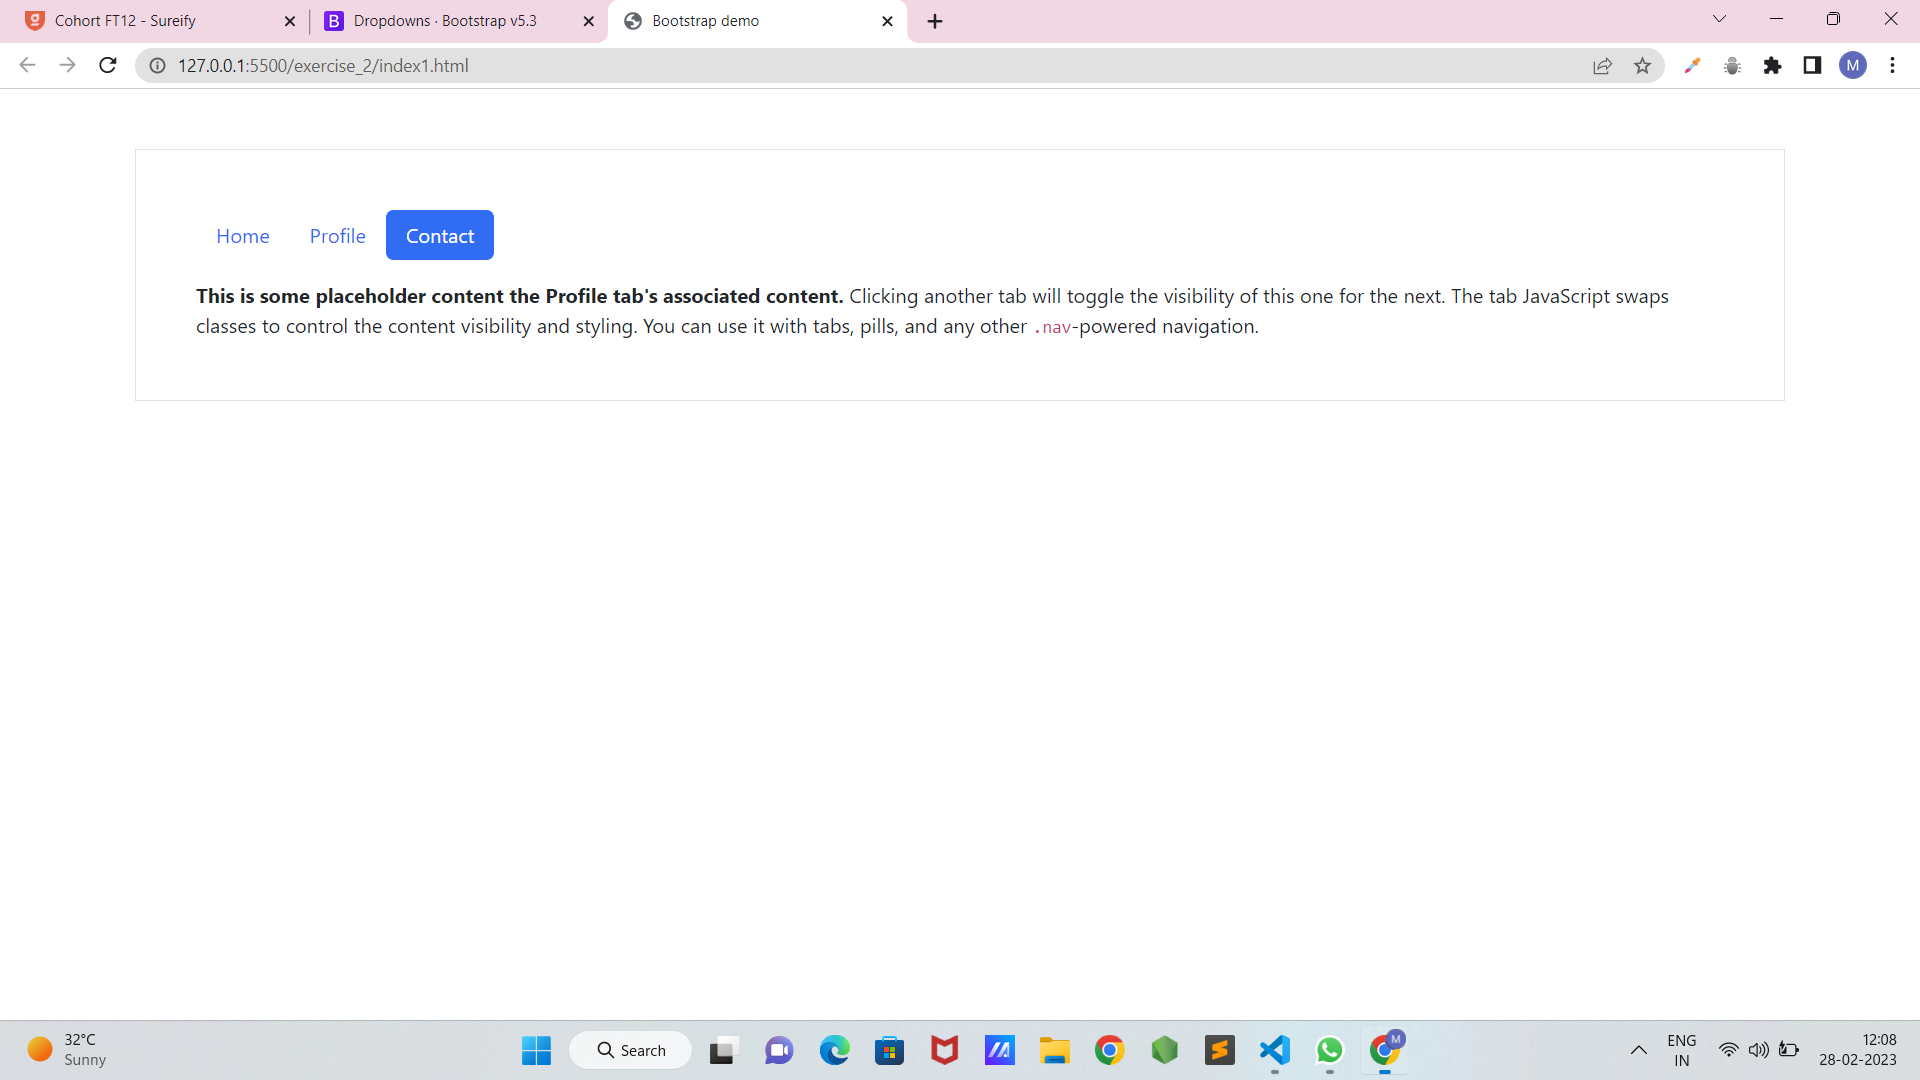 Cohort FT12 - Sureify
Dropdowns · Bootstrap v5.3
Bootstrap demo
127.0.0.1:5500/exercise_2/index1.html
M
Home
Profile
Contact
This is some placeholder content the Profile tab's associated content. Clicking another tab will toggle the visibility of this one for the next. The tab JavaScript swaps
classes to control the content visibility and styling. You can use it with tabs, pills, and any other .nav-powered navigation.
32°C
Sunny
Search
M
ENG
IN
12:08
28-02-2023